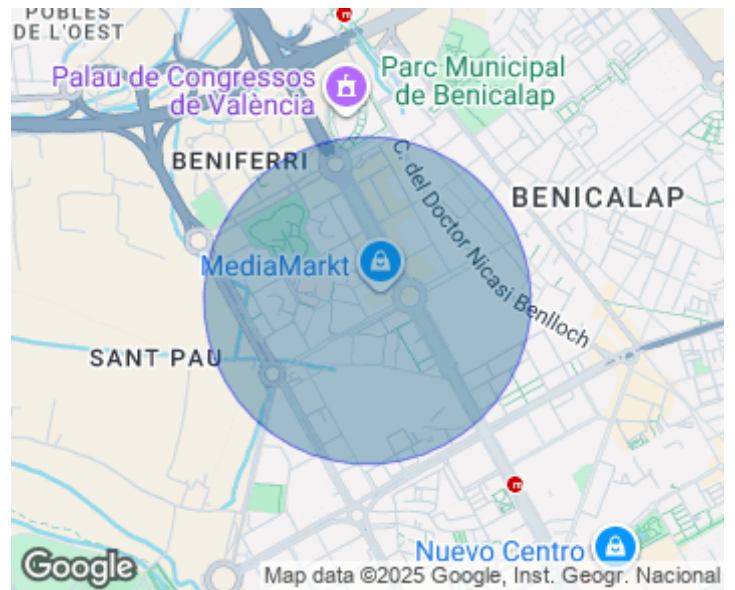 POBLES
DE L'OEST
Palau de Congressos
de València
Parc Municipal
de Benicalap
BENIFERRI
BENICALAP
C. del Doctor Nicasi Benlloch
MediaMarkt
SANT PAU
Nuevo Centro
Google
Map data ©2025 Google, Inst. Geogr. Nacional